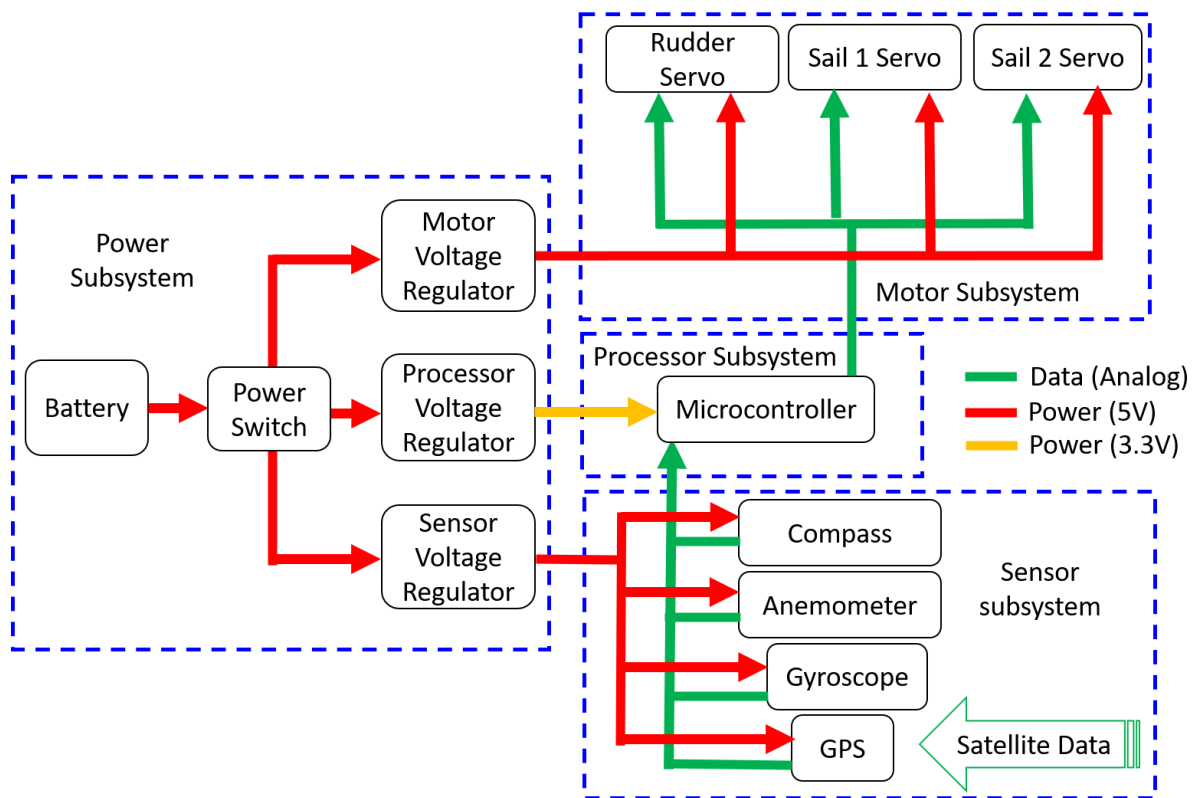 Rudder
Servo
Sail 1 Servo
Sail 2 Servo
Motor Subsystem
Power
Subsystem
Motor
Voltage
Regulator
Battery
Power
Switch
Processor
Voltage
Regulator
Sensor
Voltage
Regulator
Processor Subsystem
Microcontroller
Data (Analog)
Power (5V)
Power (3.3V)
Compass
Anemometer
Gyroscope
GPS
Sensor
subsystem
Satellite Data